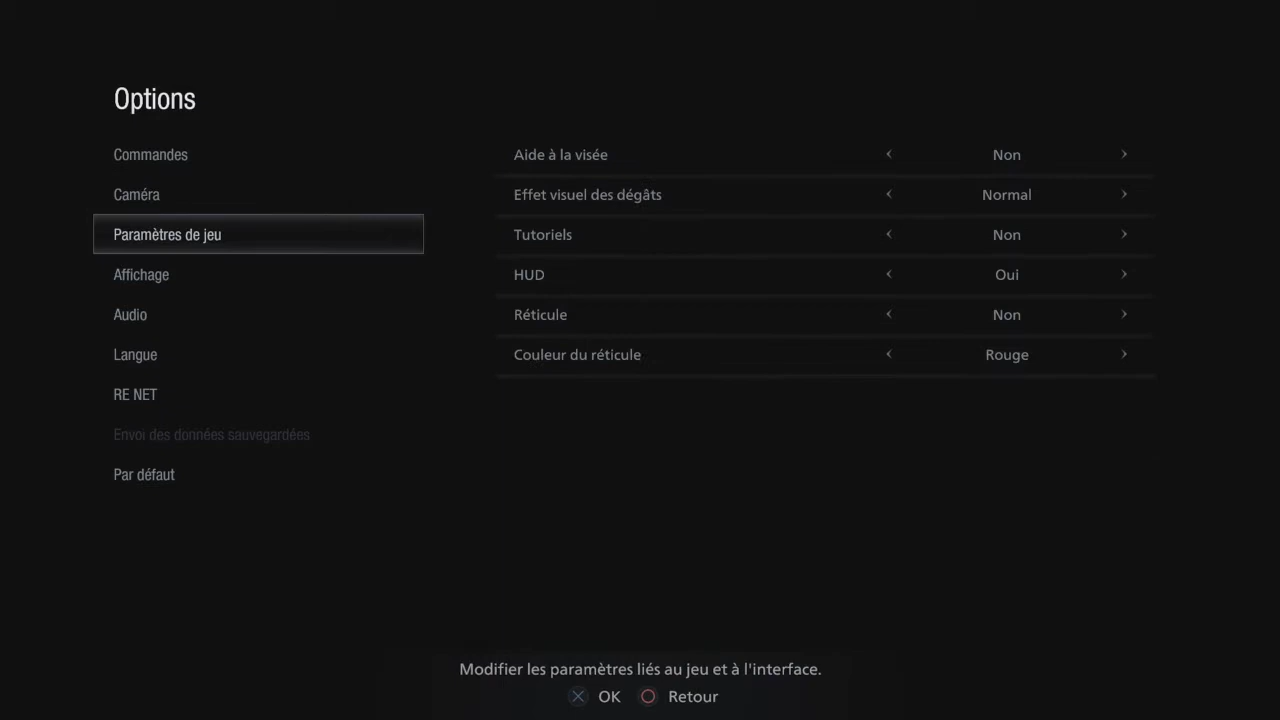 Options
Commandes
Caméra
Paramètres de jeu
Affichage
Audio
Langue
RE NET
Envoi des données sauvegardées
Par défaut
Aide à la visée Non
Effet visuel des dégâts Normal
Tutoriels Non
HUD Oui
Réticule Non
Couleur du réticule Rouge
Modifier les paramètres liés au jeu et à l'interface.
OK Retour